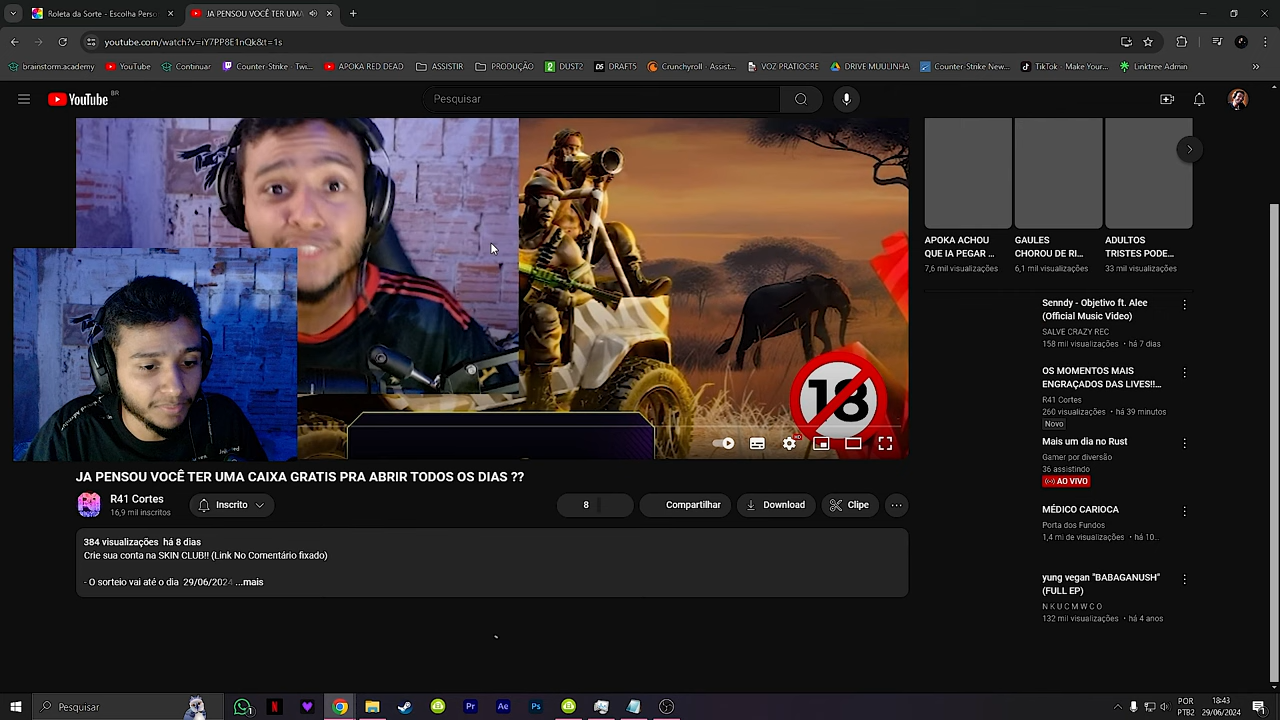 Roleta da Sorte - Escolha Perso
JA PENSOU VOCÊ TER UMA
youtube.com/watch?v=iY7PP8E1nQk&t=1s
brainstorm.academy
YouTube
Continuar
Counter-Strike - Twi...
APOKA RED DEAD
ASSISTIR
PRODUÇÃO
DUST2
DRAFTS
Crunchyroll - Assist...
VOZ PRATICO
DRIVE MUULINHA
Counter-Strike New...
TikTok - Make Your...
Linktree Admin
YouTube BR
Pesquisar
18
APOKA ACHOU
QUE IA PEGAR ...
7,6 mil visualizações
GAULES
CHOROU DE RI...
6,1 mil visualizações
ADULTOS
TRISTES PODE...
33 mil visualizações
Senndy - Objetivo ft. Alee
(Official Music Video)
SALVE CRAZY REC
158 mil visualizações • há 7 dias
OS MOMENTOS MAIS
ENGRAÇADOS DAS LIVES!!...
R41 Cortes
260 visualizações • há 39 minutos
Novo
Mais um dia no Rust
Gamer por diversão
36 assistindo
AO VIVO
MÉDICO CARIOCA
Porta dos Fundos
1,4 mi de visualizações • há 10...
yung vegan "BABAGANUSH"
(FULL EP)
N K U C M W C O
132 mil visualizações • há 4 anos
JA PENSOU VOCÊ TER UMA CAIXA GRATIS PRA ABRIR TODOS OS DIAS ??
R41 Cortes
16,9 mil inscritos
Inscrito
8
Compartilhar
Download
Clipe
384 visualizações há 8 dias
Crie sua conta na SKIN CLUB!! (Link No Comentário fixado)
- O sorteio vai até o dia 29/06/2024 ...mais
Pesquisar
POR
PTB2
18:43
29/06/2024